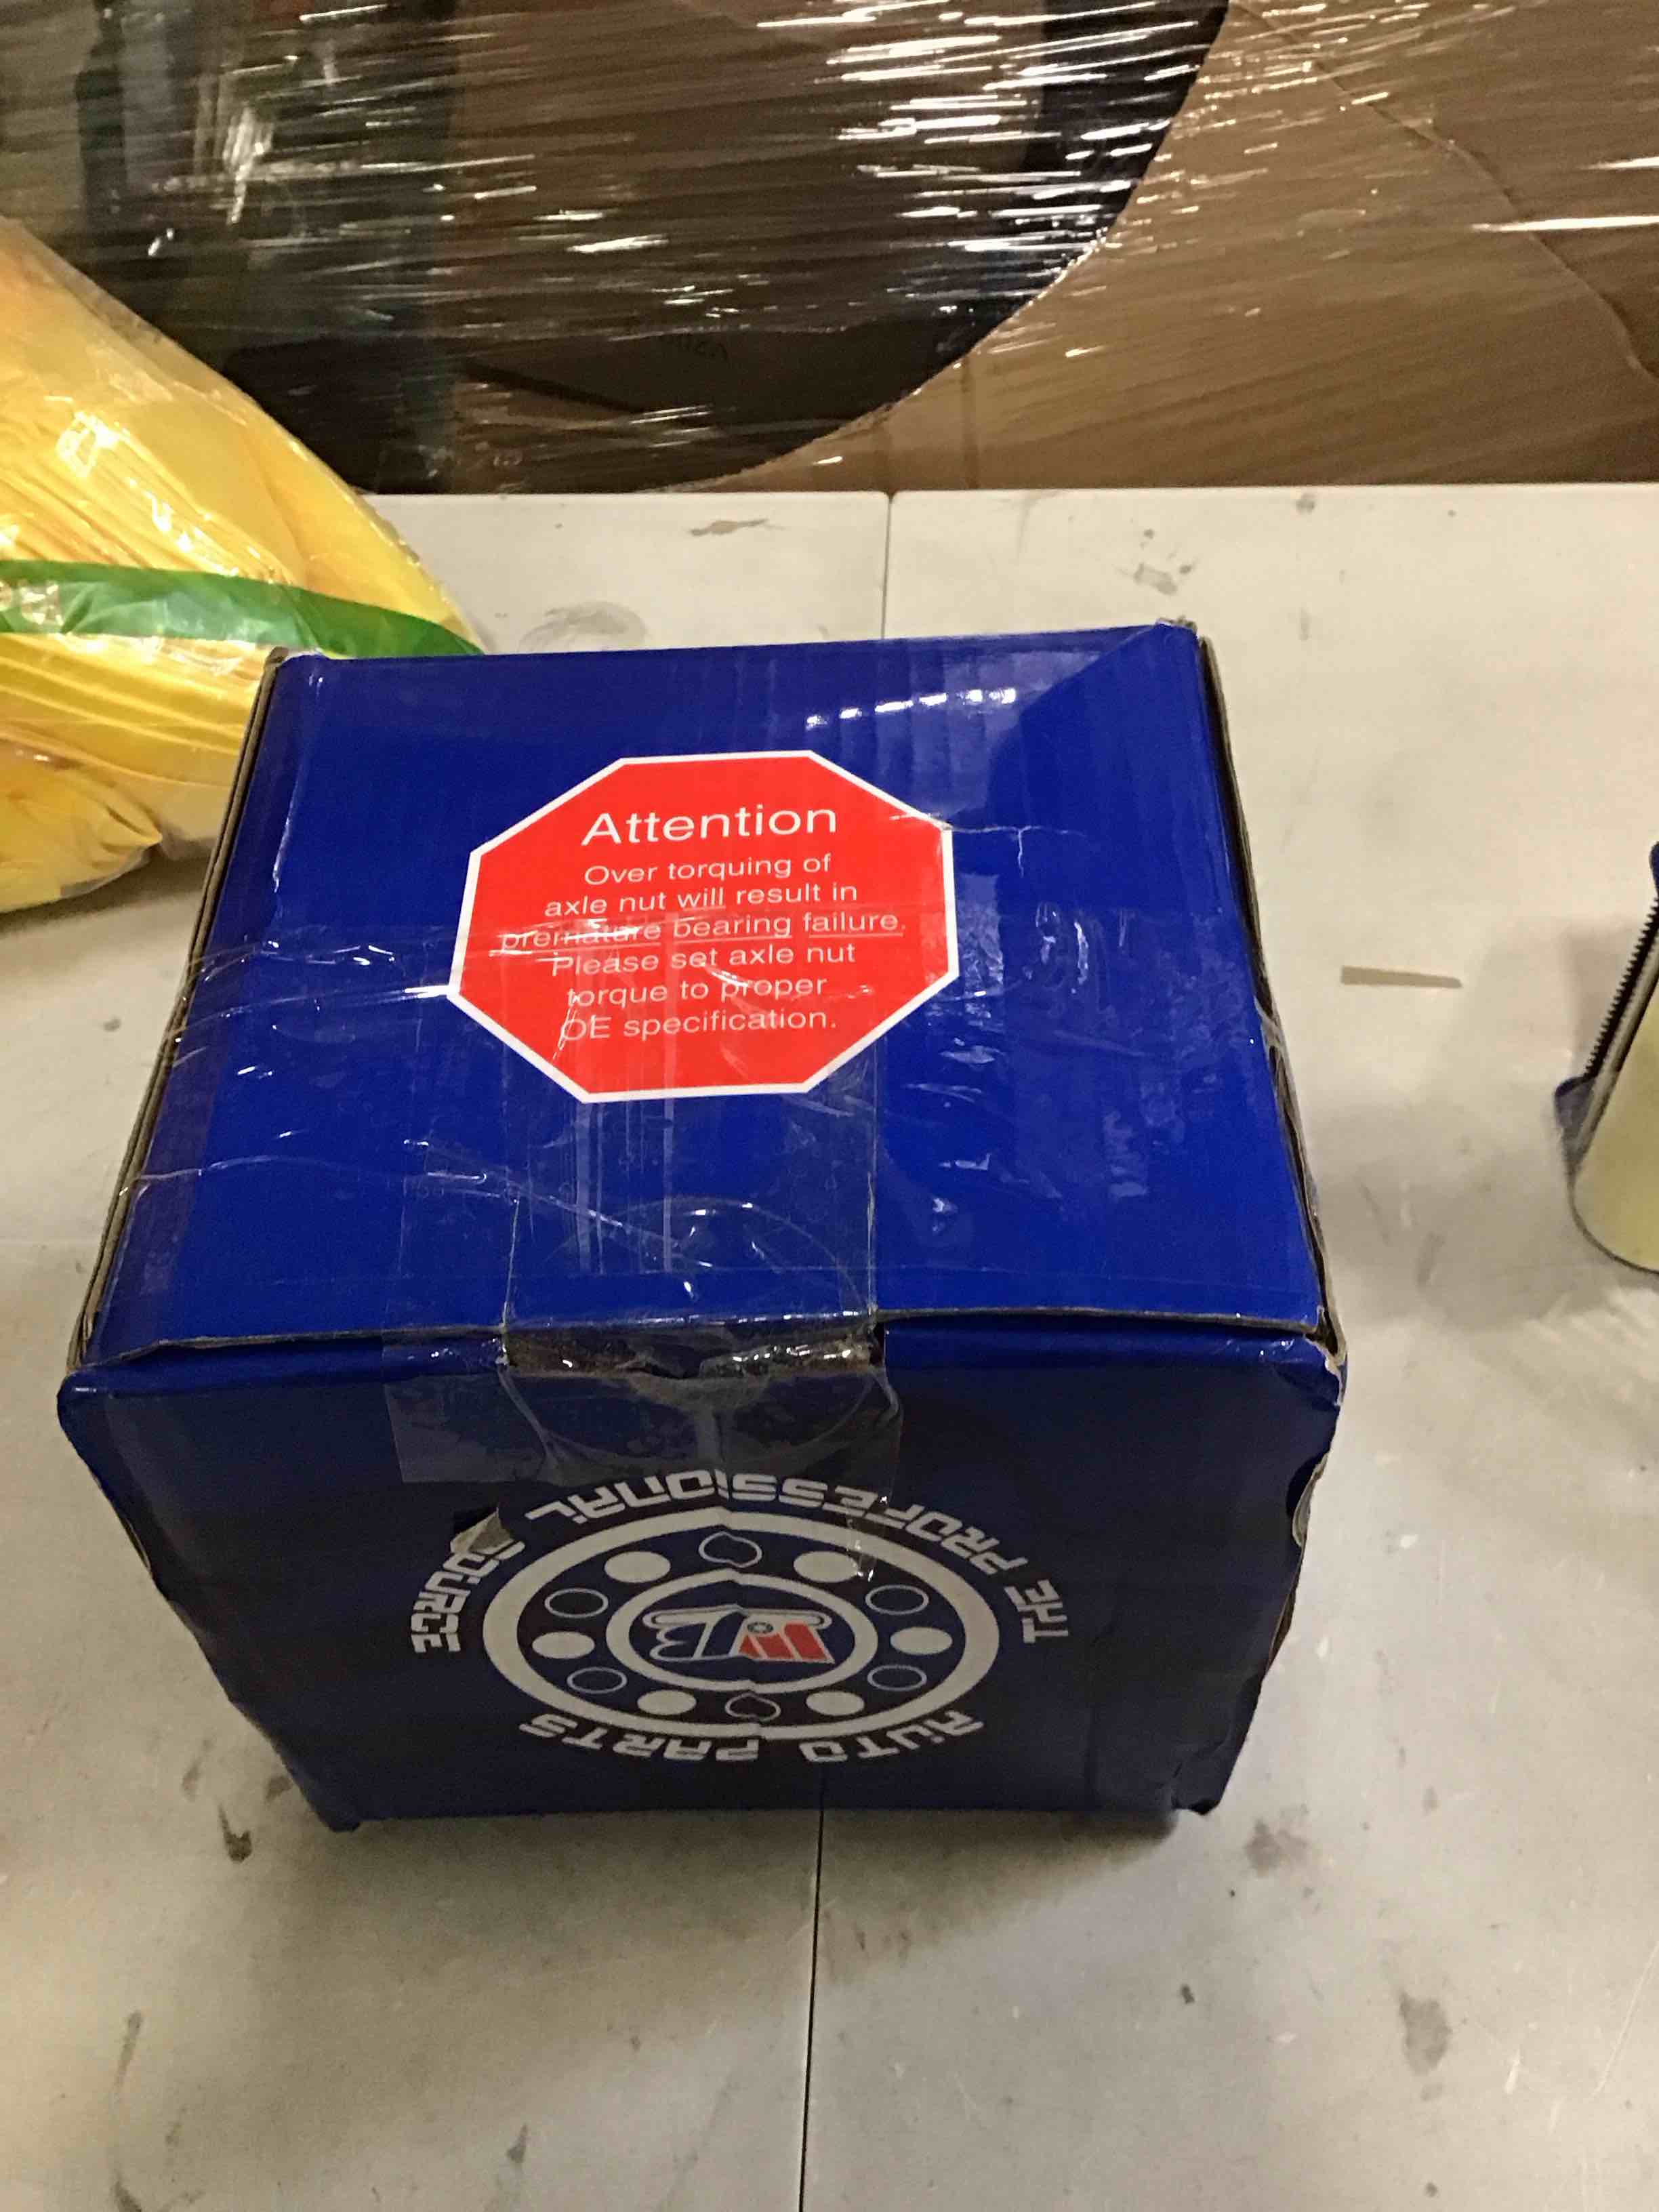 Attention
Over torquing of
axle nut will result in
premature bearing failure.
Please set axle nut
torque to proper
OE specification.
THE PROFESSIONAL SOURCE
WB
AUTO PARTS